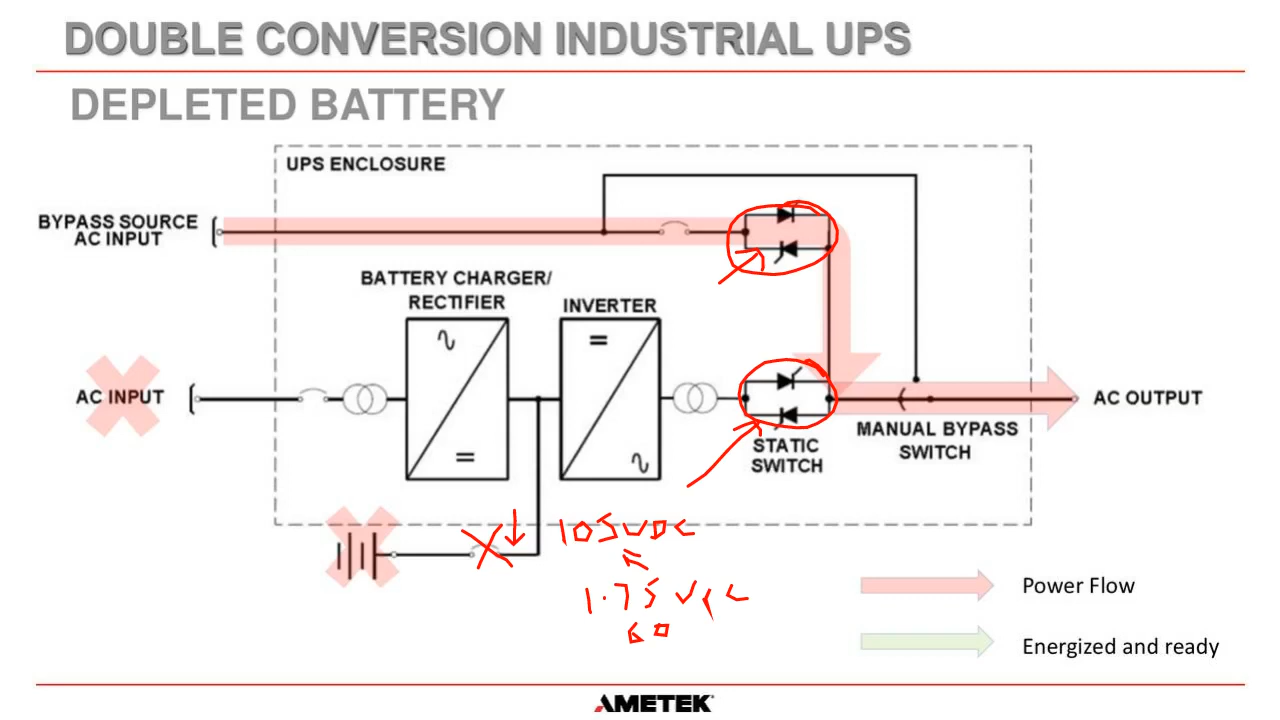 DOUBLE CONVERSION INDUSTRIAL UPS
DEPLETED BATTERY
UPS ENCLOSURE
BYPASS SOURCE
AC INPUT
BATTERY CHARGER/
RECTIFIER
INVERTER
AC INPUT
AC OUTPUT
MANUAL BYPASS
SWITCH
STATIC
SWITCH
105VDC
1.75 VPC
60
Power Flow
Energized and ready
AMETEK